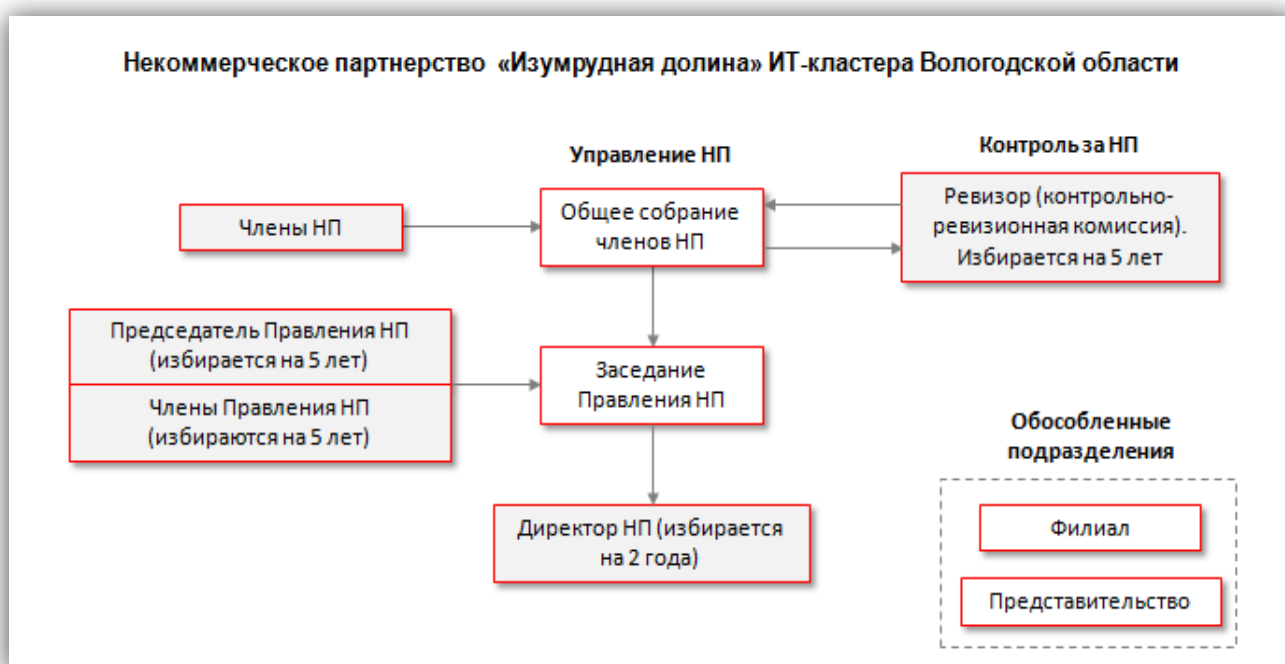 Некоммерческое партнерство «Изумрудная долина» ИТ-кластера Вологодской области
Управление НП
Контроль за НП
Члены НП
Общее собрание
членов НП
Ревизор (контрольно-
ревизионная комиссия).
Избирается на 5 лет
Председатель Правления НП
(избирается на 5 лет)
Члены Правления НП
(избираются на 5 лет)
Заседание
Правления НП
Директор НП (избирается
на 2 года)
Обособленные
подразделения
Филиал
Представительство